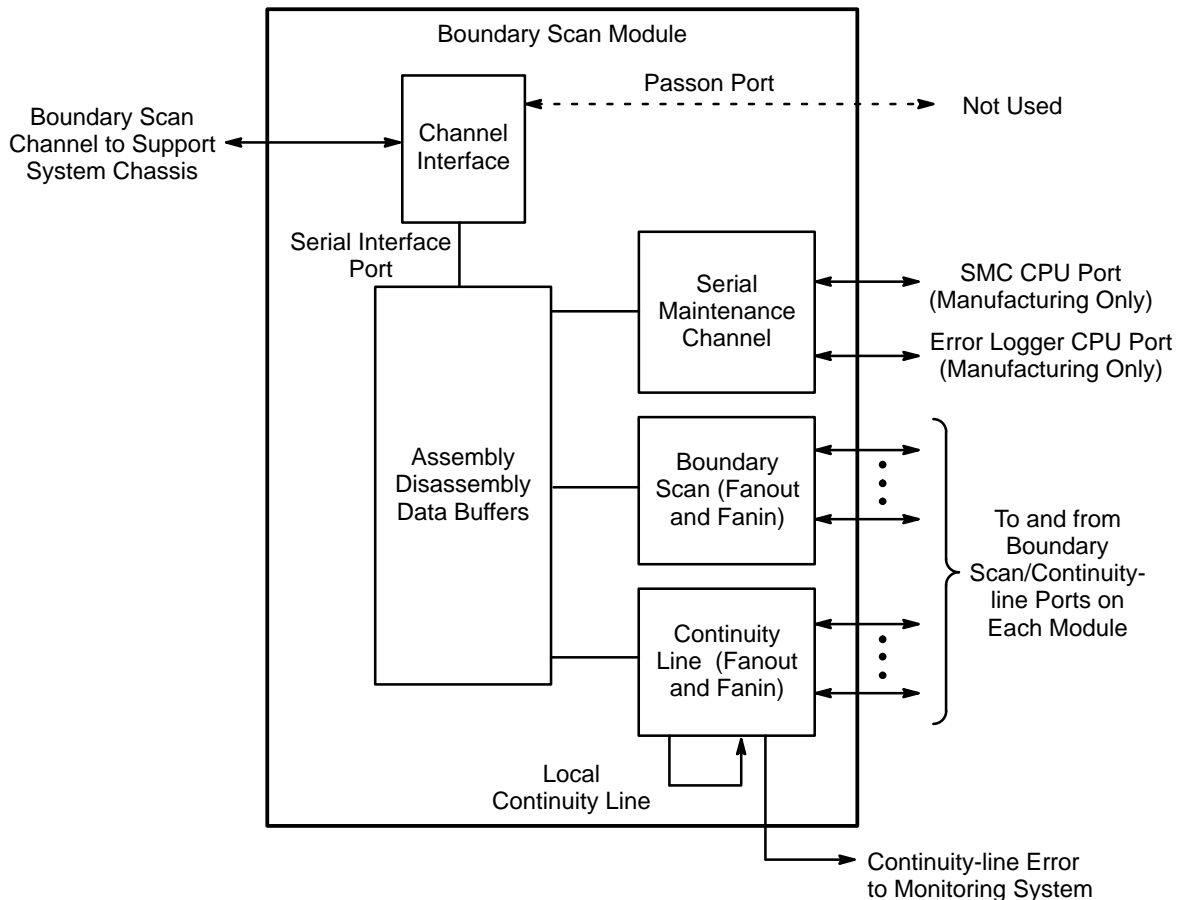 Boundary Scan Module
Passon Port
Not Used
Boundary Scan
Channel to Support
System Chassis
Channel
Interface
Serial Interface
Port
Serial
Maintenance
Channel
SMC CPU Port
(Manufacturing Only)
Error Logger CPU Port
(Manufacturing Only)
Assembly
Disassembly
Data Buffers
Boundary
Scan (Fanout
and Fanin)
To and from
Boundary
Scan/Continuity-
line Ports on
Each Module
Continuity
Line (Fanout
and Fanin)
Local
Continuity Line
Continuity-line Error
to Monitoring System